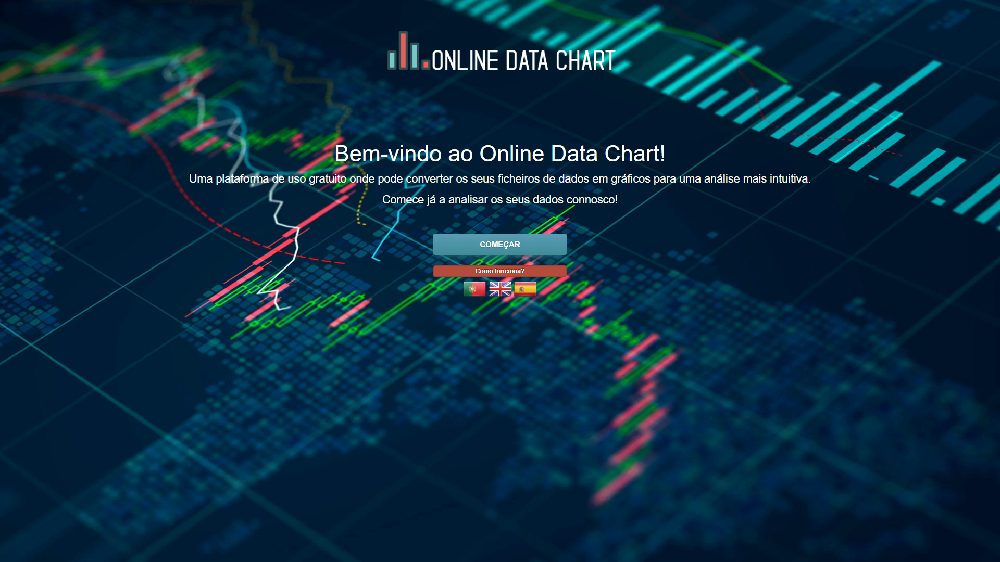 ONLINE DATA CHART
Bem-vindo ao Online Data Chart!
Uma plataforma de uso gratuito onde pode converter os seus ficheiros de dados em gráficos para uma análise mais intuitiva.
Comece já a analisar os seus dados connosco!
COMEÇAR
Como funciona?